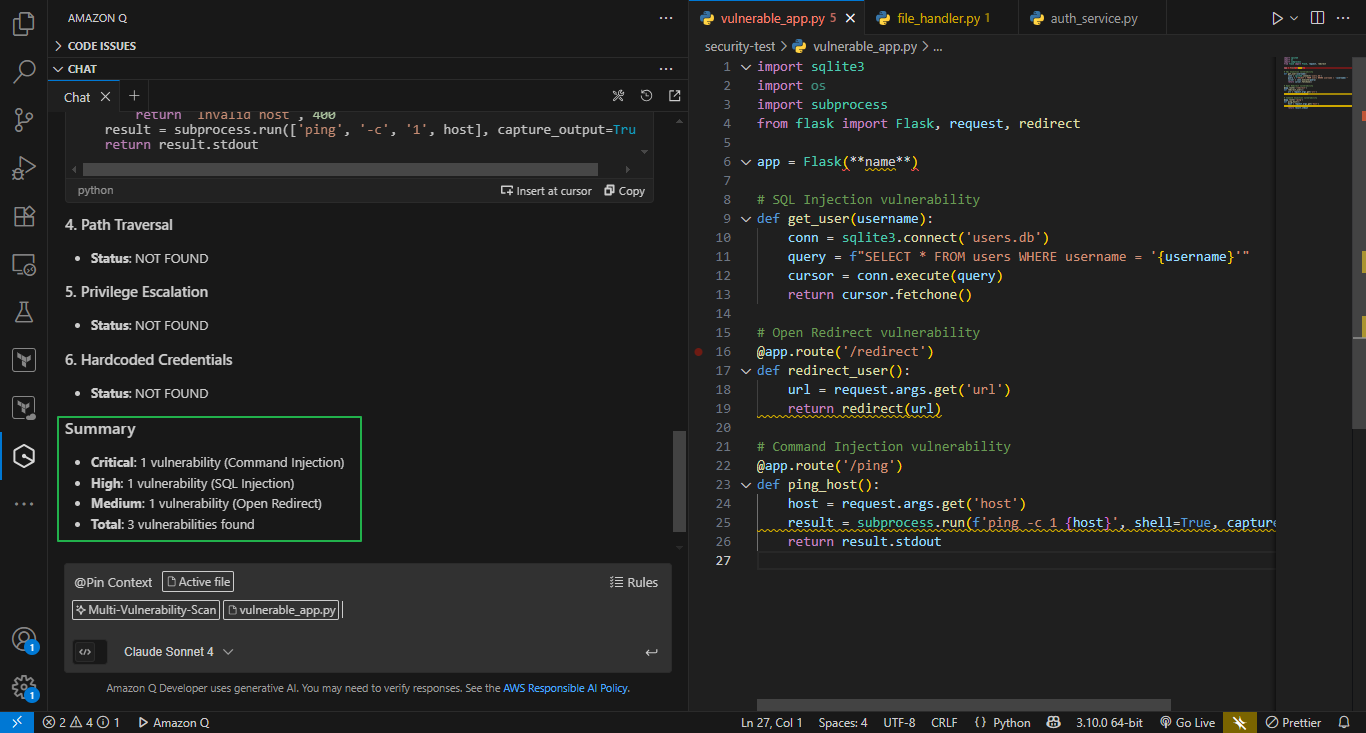 AMAZON Q
CODE ISSUES
CHAT
Chat
return 'Invalid host', 400
result = subprocess.run(['ping', '-c', '1', host], capture_output=Tru
return result.stdout
python
Insert at cursor
Copy
4. Path Traversal
• Status: NOT FOUND
5. Privilege Escalation
• Status: NOT FOUND
6. Hardcoded Credentials
• Status: NOT FOUND
Summary
• Critical: 1 vulnerability (Command Injection)
• High: 1 vulnerability (SQL Injection)
• Medium: 1 vulnerability (Open Redirect)
• Total: 3 vulnerabilities found
@Pin Context
Active file
Rules
Multi-Vulnerability-Scan
vulnerable_app.py
Claude Sonnet 4
Amazon Q Developer uses generative AI. You may need to verify responses. See the AWS Responsible AI Policy.
1
1
vulnerable_app.py 5
file_handler.py 1
auth_service.py
security-test > vulnerable_app.py > ...
1 import sqlite3
2 import os
3 import subprocess
4 from flask import Flask, request, redirect
5
6 app = Flask(**name**)
7
8 # SQL Injection vulnerability
9 def get_user(username):
10 conn = sqlite3.connect('users.db')
11 query = f"SELECT * FROM users WHERE username = '{username}'"
12 cursor = conn.execute(query)
13 return cursor.fetchone()
14
15 # Open Redirect vulnerability
16 @app.route('/redirect')
17 def redirect_user():
18 url = request.args.get('url')
19 return redirect(url)
20
21 # Command Injection vulnerability
22 @app.route('/ping')
23 def ping_host():
24 host = request.args.get('host')
25 result = subprocess.run(f'ping -c 1 {host}', shell=True, capture
26 return result.stdout
27
2 4 1
Amazon Q
Ln 27, Col 1
Spaces: 4
UTF-8
CRLF
{ } Python
3.10.0 64-bit
Go Live
Prettier